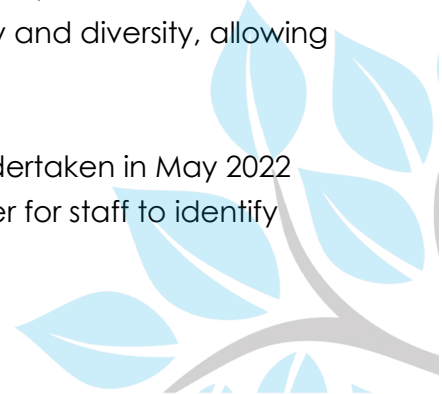 y and diversity, allowing
dertaken in May 2022
er for staff to identify